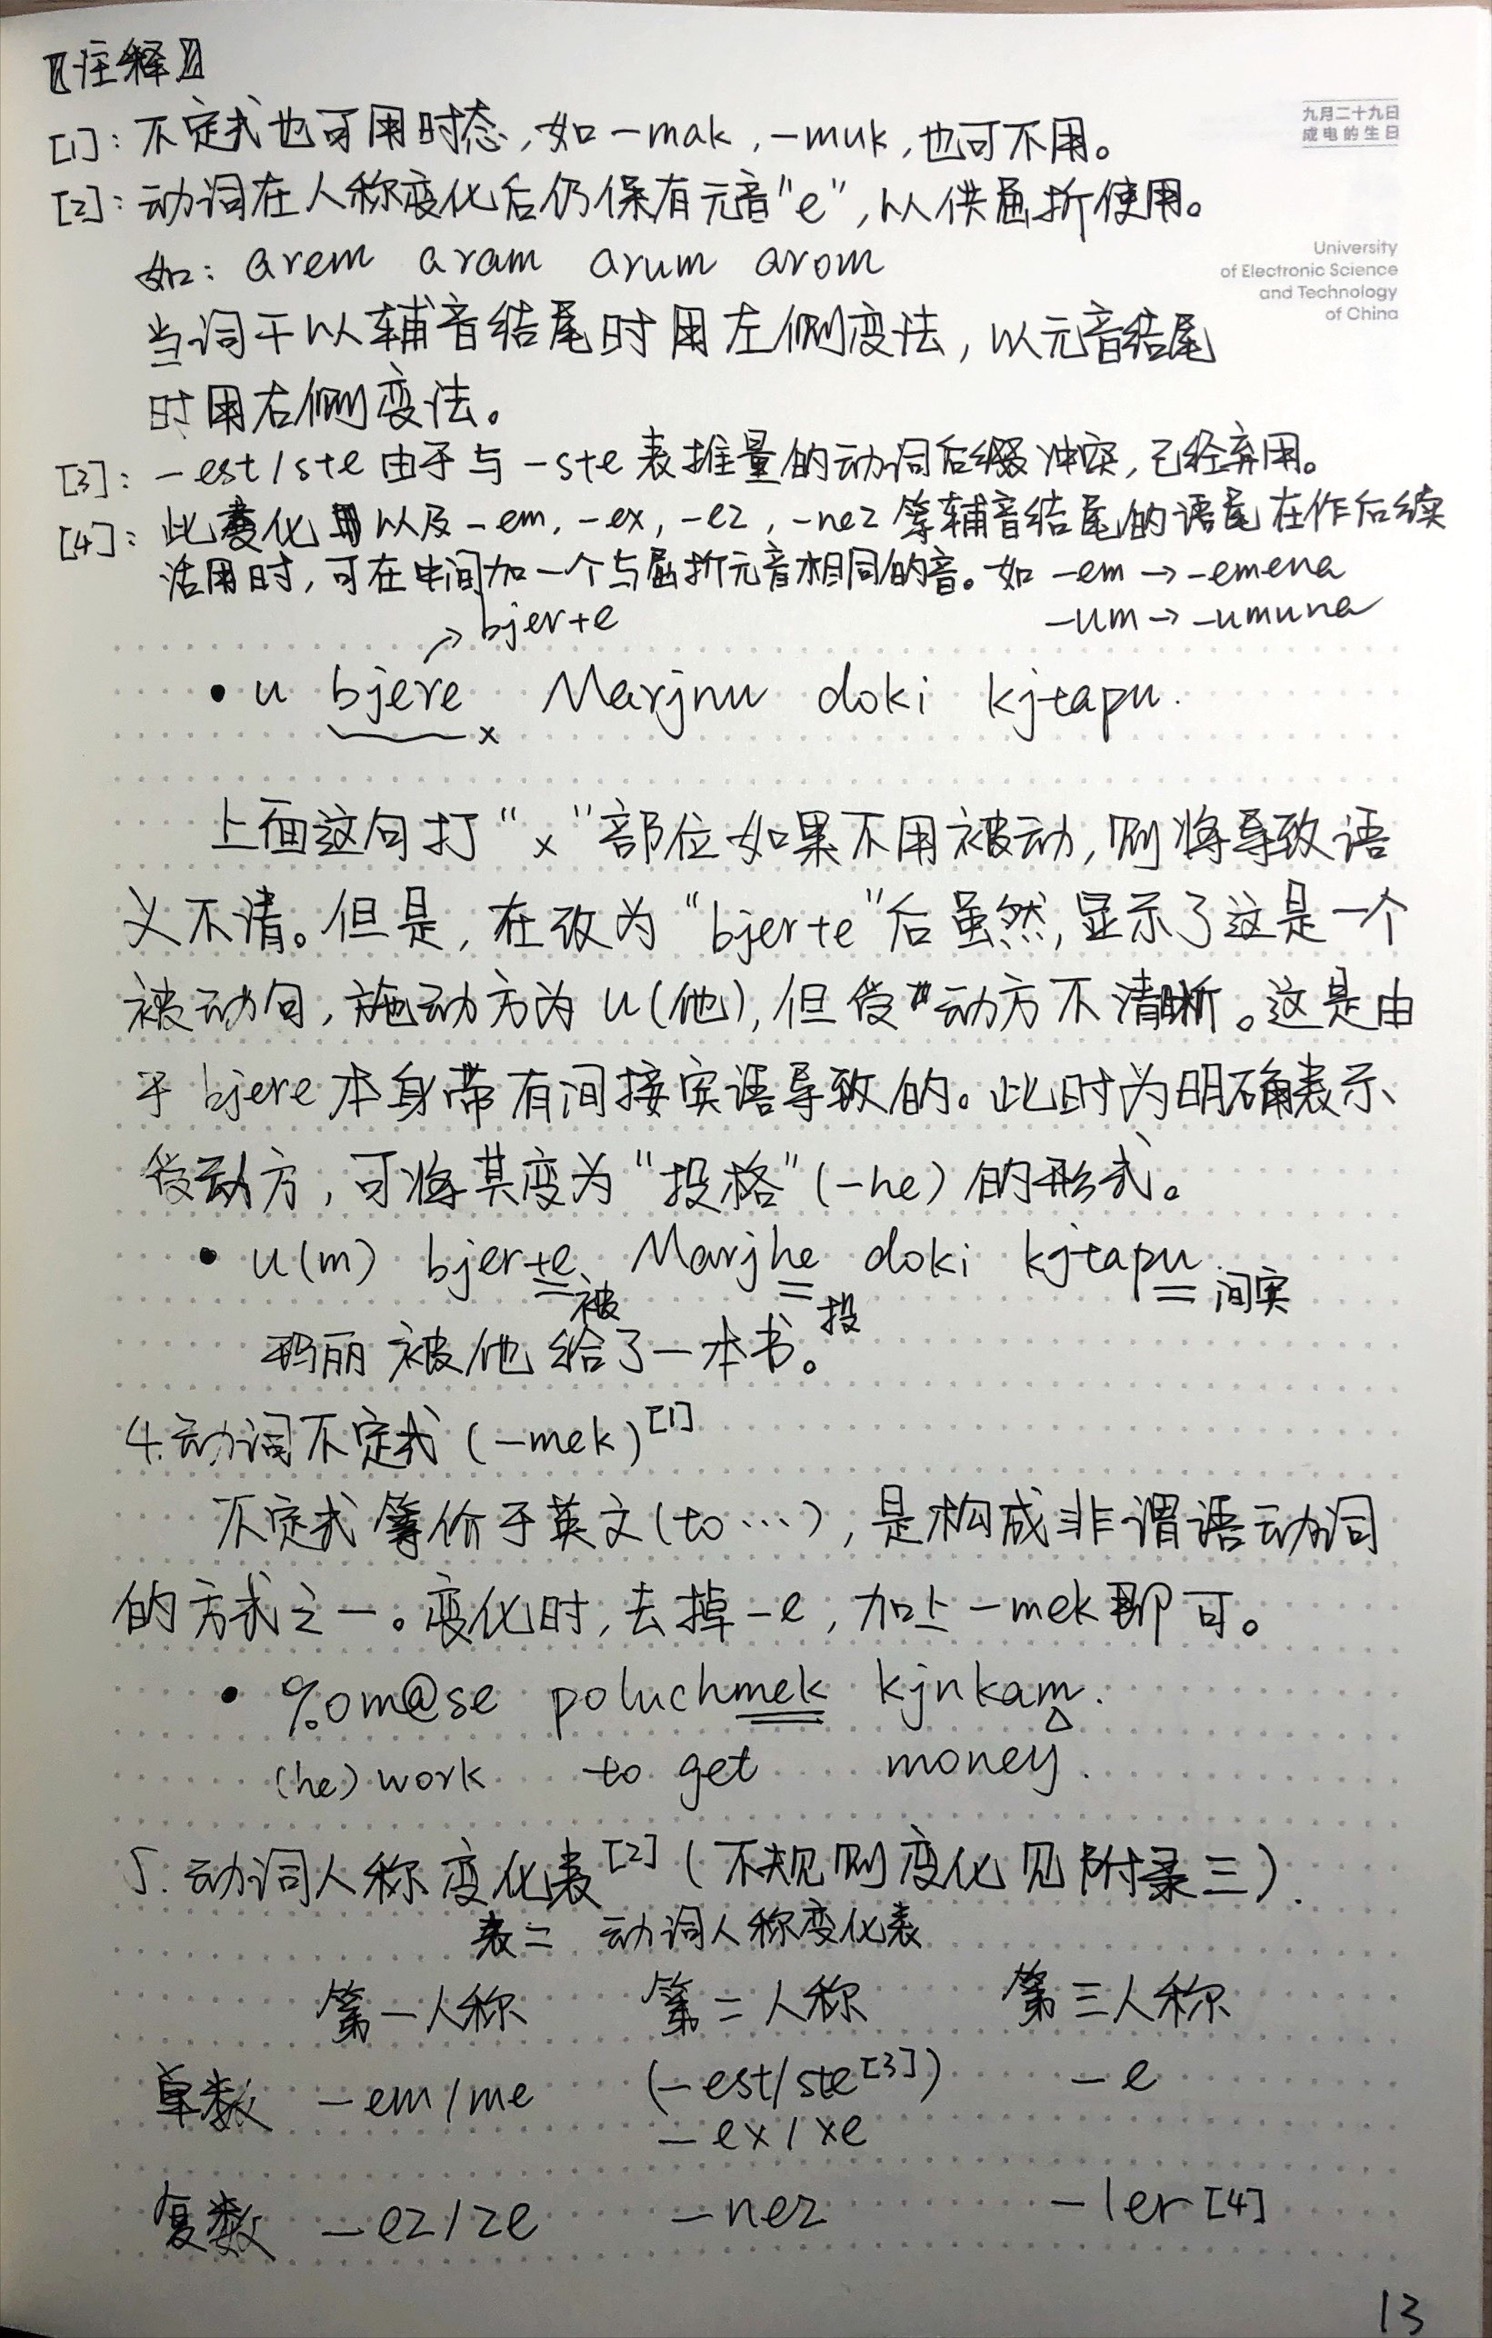 【注释】
九月二十九日
成电的生日
[1]: 不定式也可用时态,如 -mak, -muk,也可不用。
[2]: 动词在人称变化后仍保有元音"e",以供屈折使用。
University
of Electronic Science
and Technology
of China
如: arem aram arum arom
当词干以辅音结尾时用左侧变法,以元音结尾
时用右侧变法。
[3]: -est/ste 由于与 -ste 表推量的动词后缀冲突,已经弃用。
[4]: 此变化 以及 -em, -ex, -ez, -nez 等辅音结尾的语尾在作后续
活用时,可在中间加一个与屈折元音相同的音。如 -em → -emena
-um → -umuna
→ bjer+e
• u bjere Marjnu doki kjtapu.
x
上面这句打"x"部位如果不用被动,则将导致语
义不清。但是,在改为"bjerte"后虽然,显示了这是一个
被动句,施动方为 u(他),但受动方不清晰。这是由
于 bjere 本身带有间接宾语导致的。此时为明确表示
受动方,可将其变为"投格"(-he)的形式。
• u(m) bjerte Marjhe doki kjtapu
被 投 间宾
玛丽被他给了一本书。
4.动词不定式(-mek)[1]
不定式等价于英文(to …),是构成非谓语动词
的方式之一。变化时,去掉-e,加上-mek即可。
• %om@se poluchmek kjnkam.
(he) work to get money.
5.动词人称变化表[2](不规则变化见附录三).
表二 动词人称变化表
第一人称 第二人称 第三人称
单数 -em/me (-est/ste[3]) -e
-ex/xe
复数 -ez/ze -nez -ler[4]
13